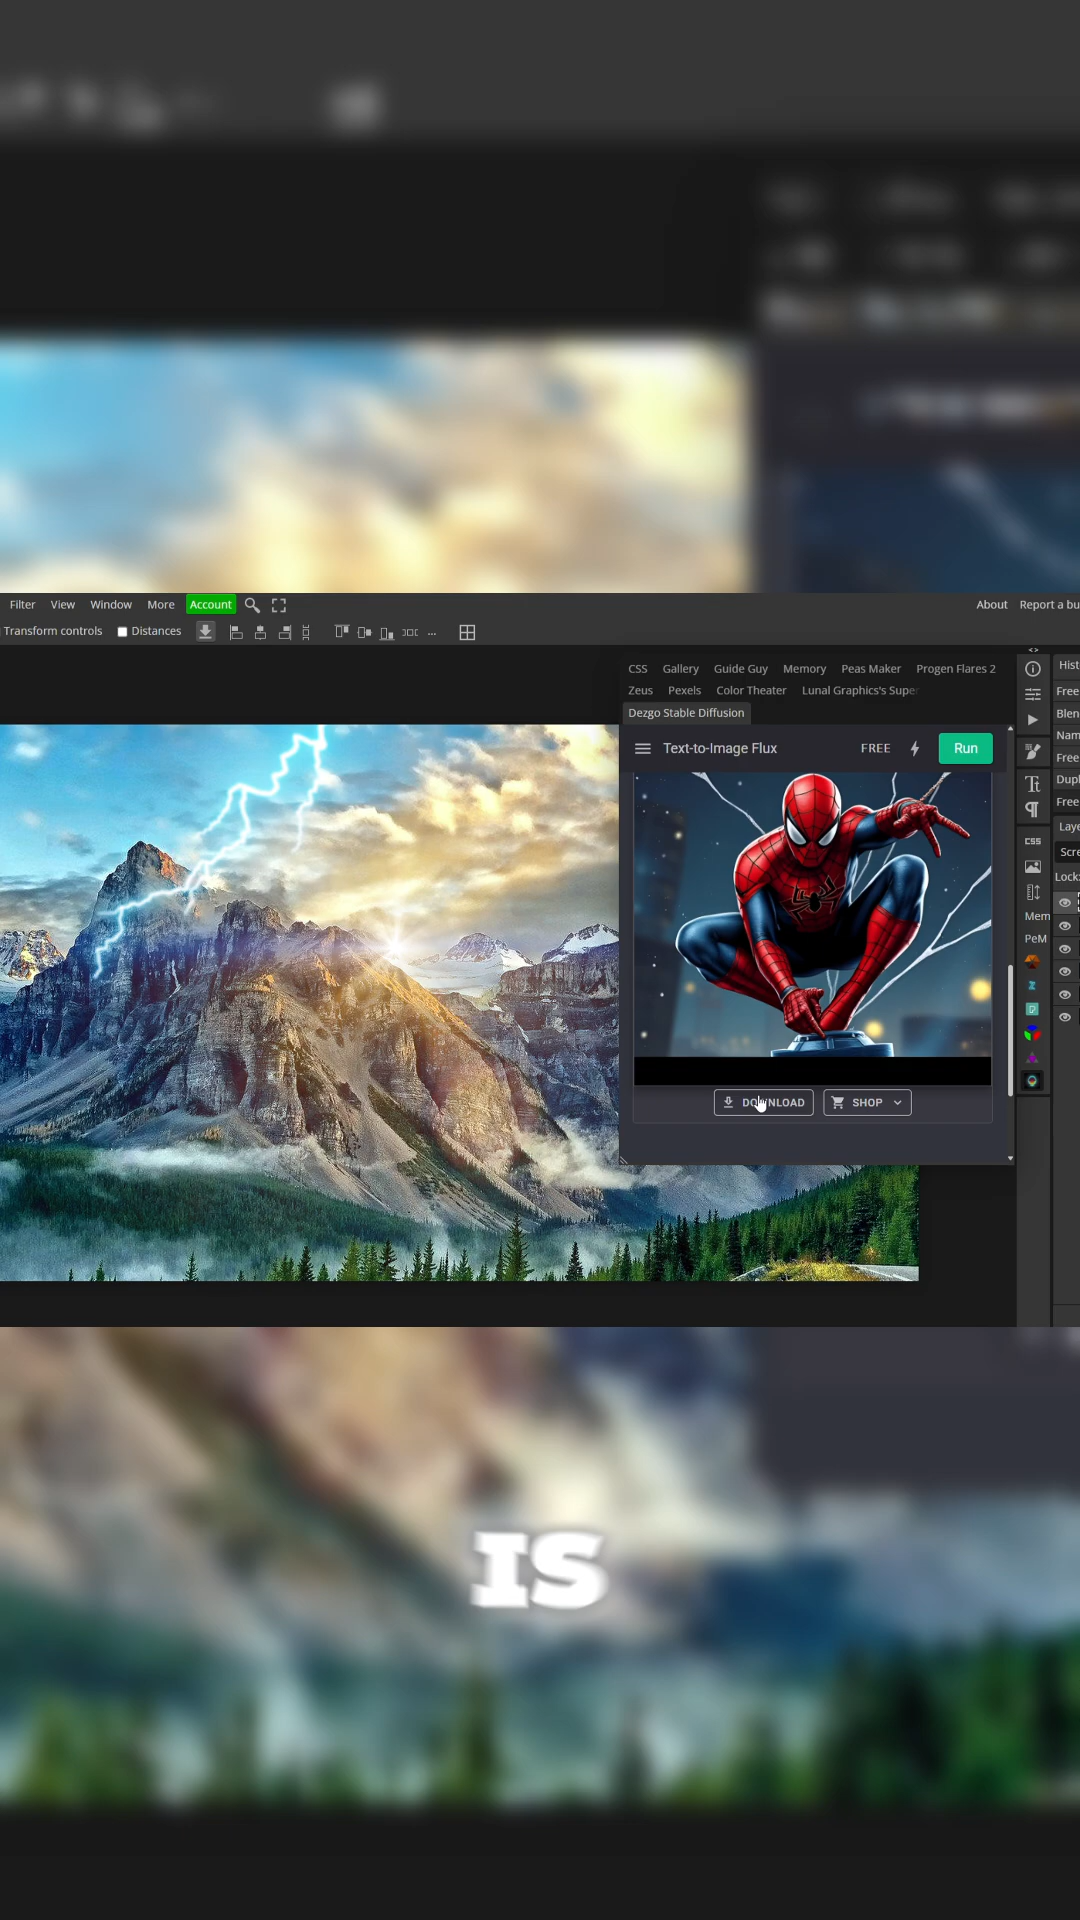 Filter View Window More Account About Report a bu
Transform controls Distances ...
<>
CSS Gallery Guide Guy Memory Peas Maker Progen Flares 2
Zeus Pexels Color Theater Lunal Graphics's Super
Dezgo Stable Diffusion
Text-to-Image Flux FREE Run
DOWNLOAD SHOP
Tt
CSS
Mem
PeM
Hist
Free
Blen
Nam
Free
Dupl
Free
Laye
Scre
Lock:
IS